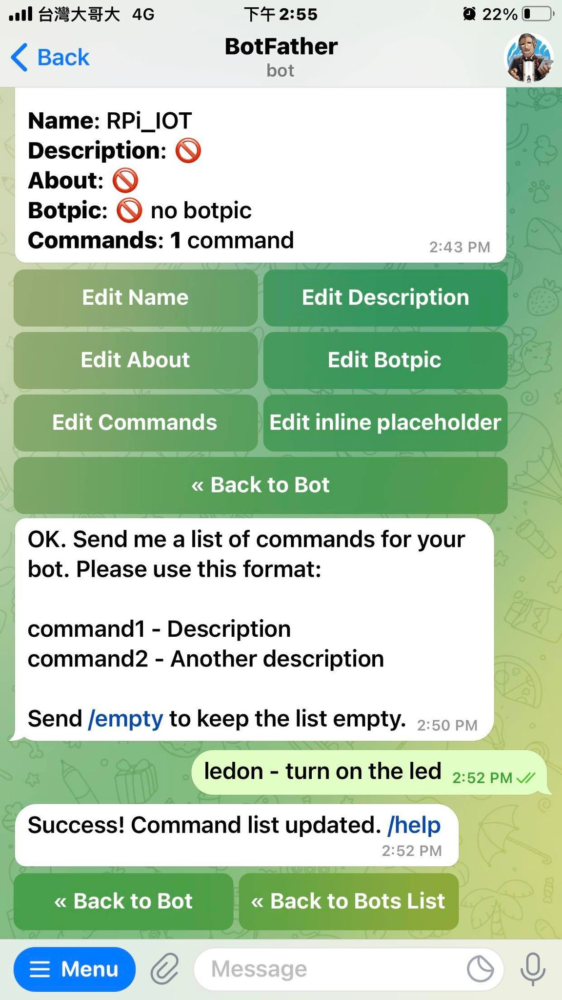 台灣大哥大 4G 下午 2:55 22%
Back BotFather
bot
Name: RPi_IOT
Description: 🚫
About: 🚫
Botpic: 🚫 no botpic
Commands: 1 command 2:43 PM
Edit Name Edit Description
Edit About Edit Botpic
Edit Commands Edit inline placeholder
« Back to Bot
OK. Send me a list of commands for your
bot. Please use this format:
command1 - Description
command2 - Another description
Send /empty to keep the list empty. 2:50 PM
ledon - turn on the led 2:52 PM
Success! Command list updated. /help
2:52 PM
« Back to Bot « Back to Bots List
Menu Message